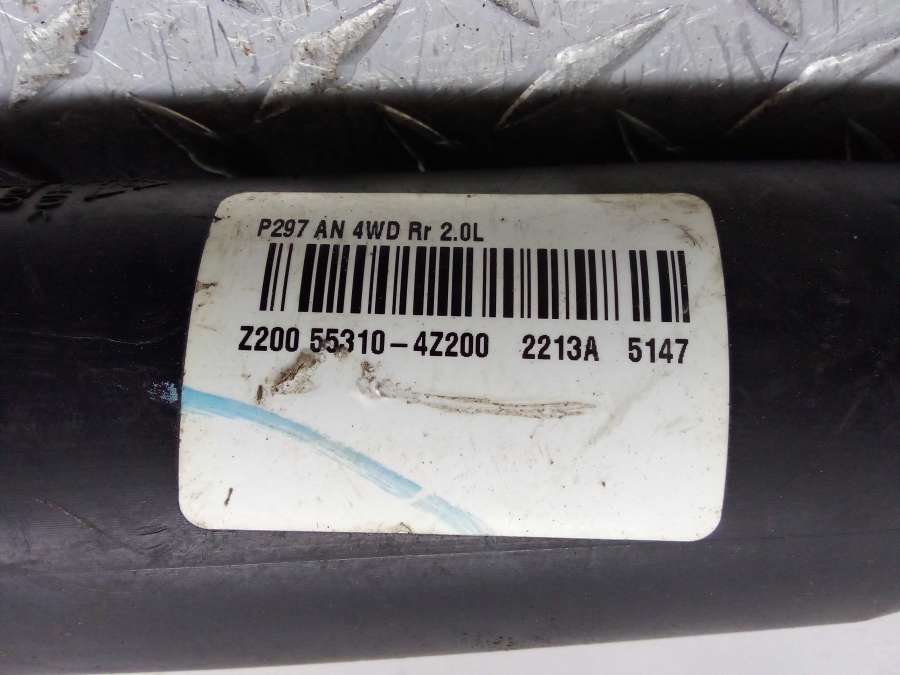 P297 AN 4WD Rr 2.0L
Z200 55310-4Z200 2213A 5147